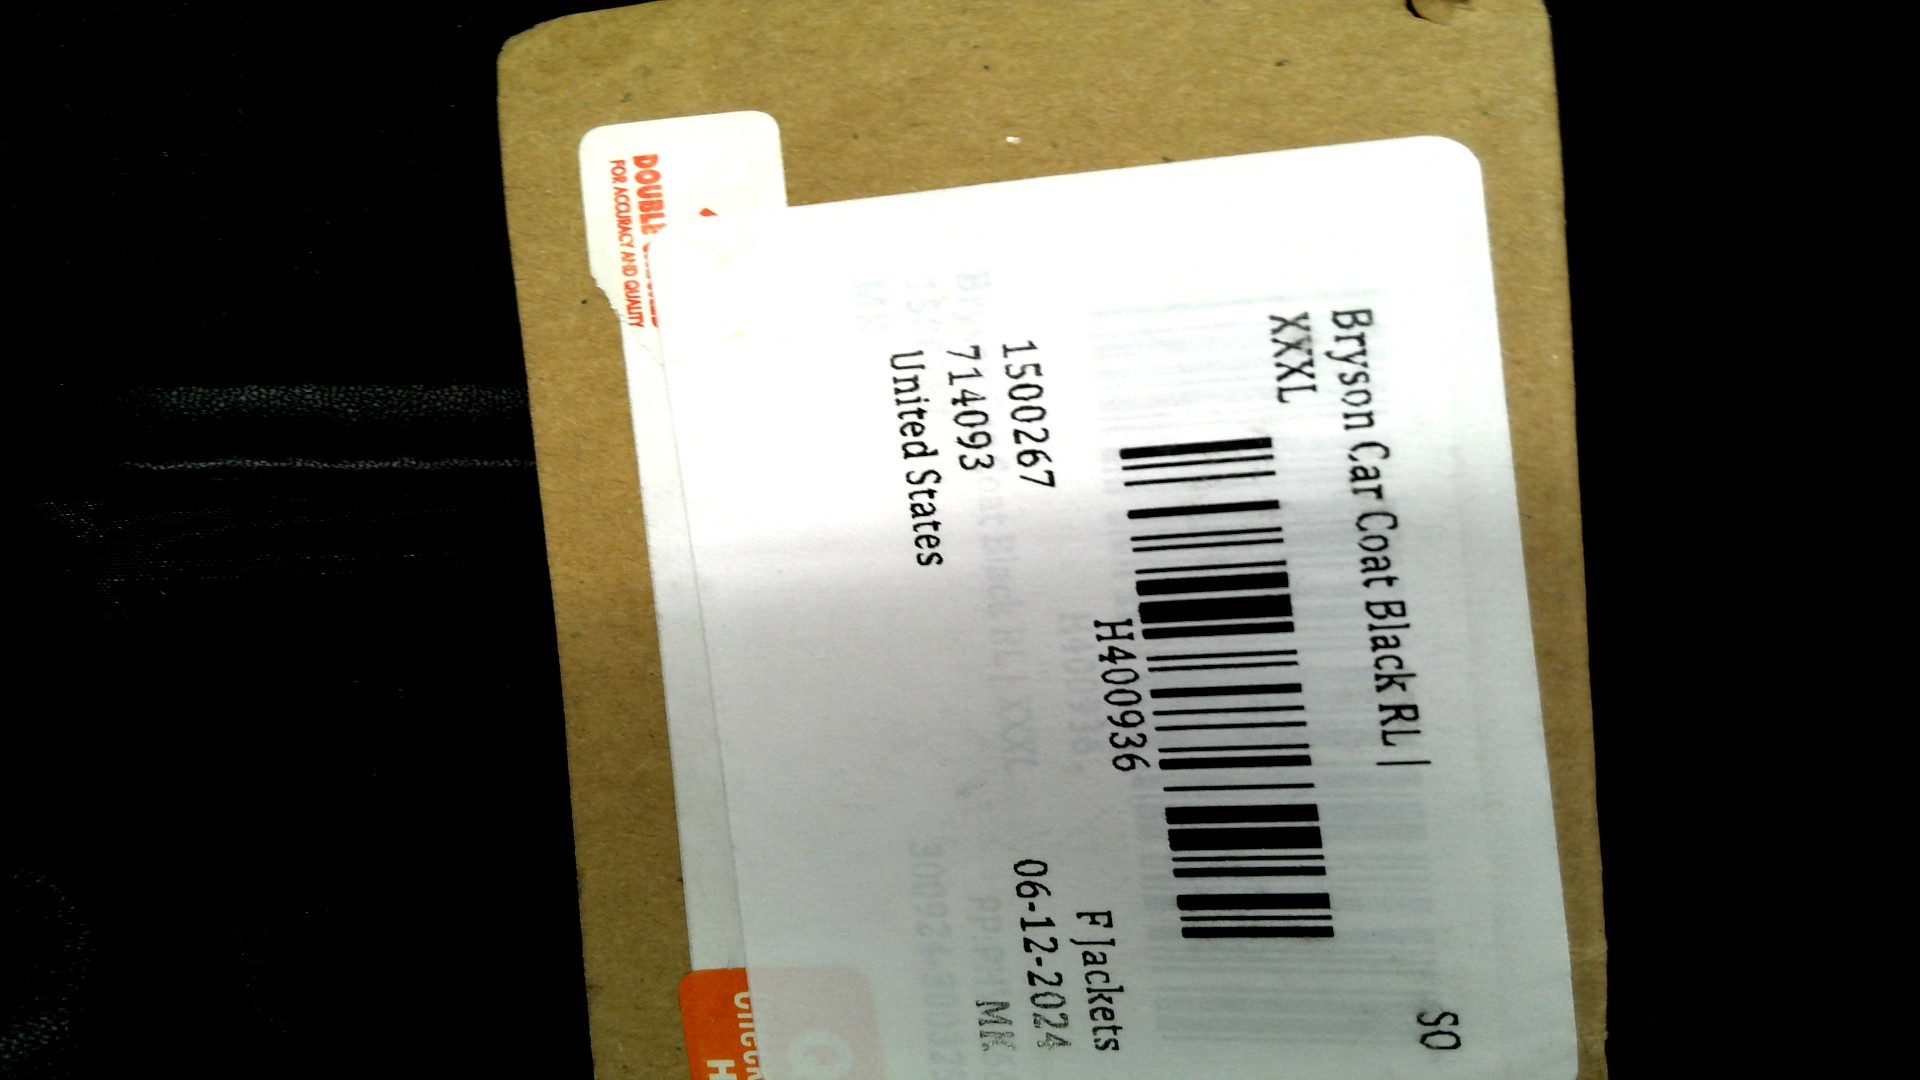 SO
Bryson Car Coat Black RL |
XXXL
H400936
F Jackets
1500267
06-12-2024
714093
MK
United States
DOUBLE
FOR ACCURACY AND QUALITY
H